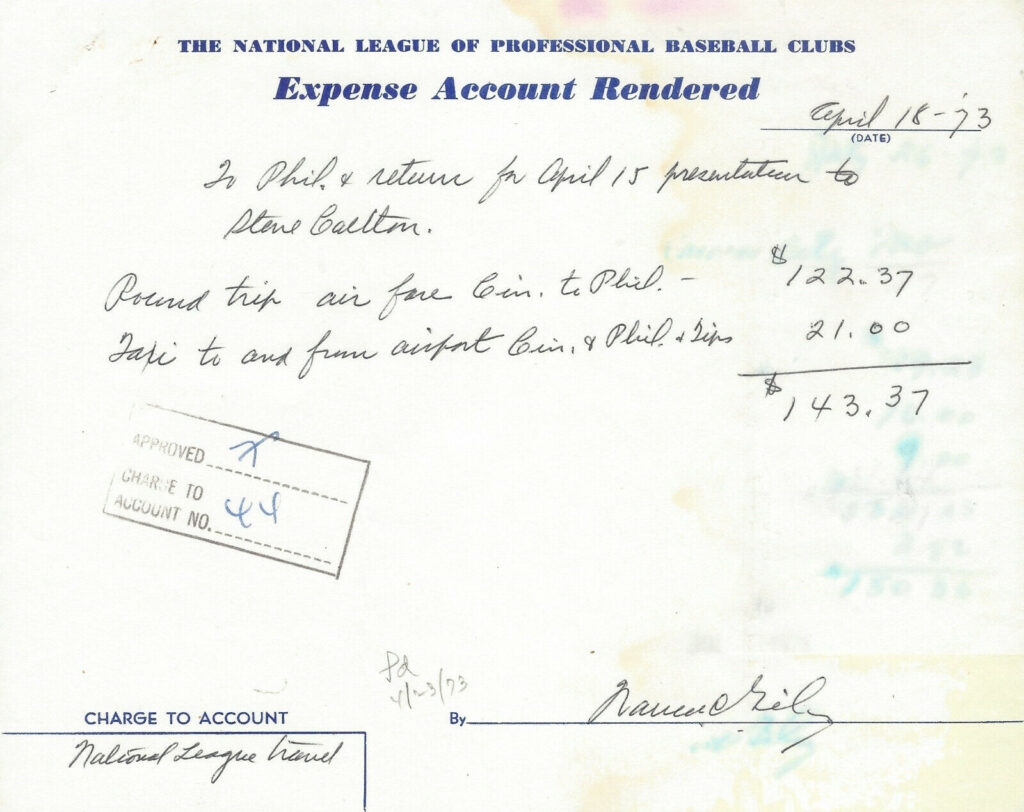 THE NATIONAL LEAGUE OF PROFESSIONAL BASEBALL CLUBS
Expense Account Rendered
April 18-'73
(DATE)
To Phil. & return for April 15 presentation to
Steve Carlton.
Round trip air fare Cin. to Phil. - $122.37
Taxi to and from airport Cin. & Phil. & Tips 21.00
$143.37
APPROVED
CHARGE TO
ACCOUNT NO. 44
Pd
4/23/73
CHARGE TO ACCOUNT
By Warren C. Giles
National League travel